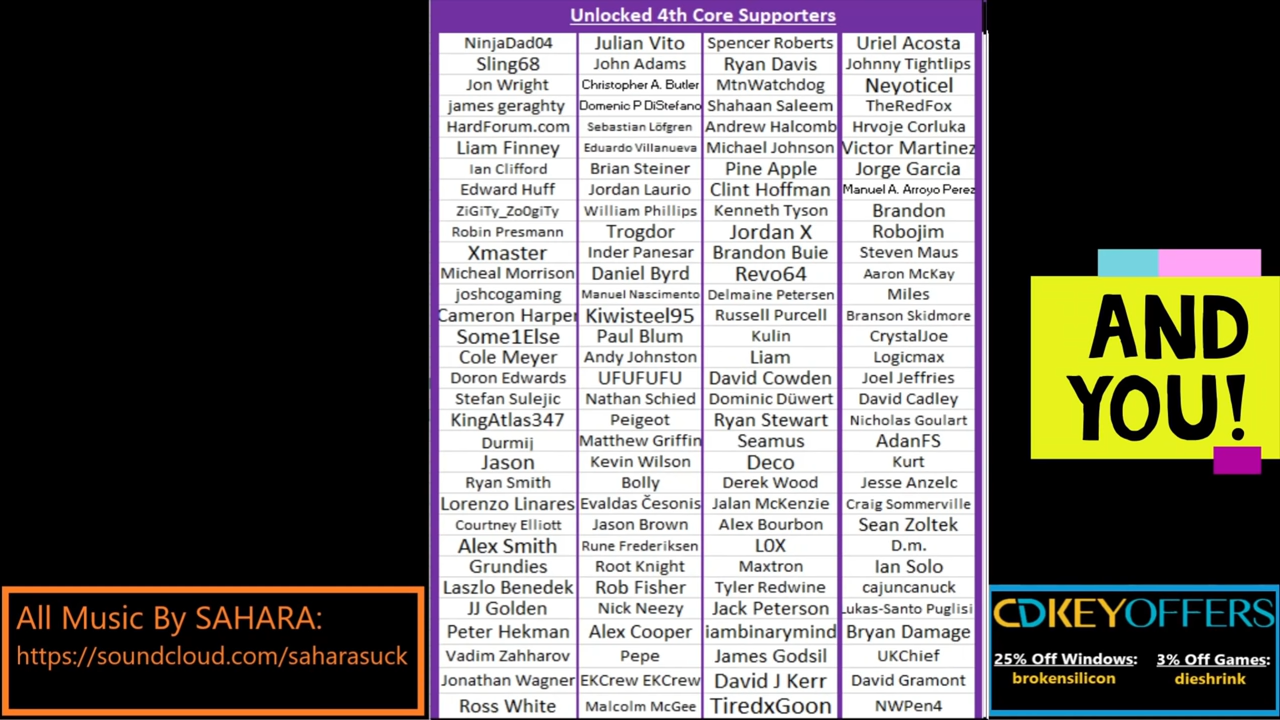 Unlocked 4th Core Supporters
NinjaDad04 Julian Vito Spencer Roberts Uriel Acosta
Sling68 John Adams Ryan Davis Johnny Tightlips
Jon Wright Christopher A. Butler MtnWatchdog Neyoticel
james geraghty Domenic P DiStefano Shahaan Saleem TheRedFox
HardForum.com Sebastian Löfgren Andrew Halcomb Hrvoje Corluka
Liam Finney Eduardo Villanueva Michael Johnson Victor Martinez
Ian Clifford Brian Steiner Pine Apple Jorge Garcia
Edward Huff Jordan Laurio Clint Hoffman Manuel A. Arroyo Perez
ZiGiTy_Zo0giTy William Phillips Kenneth Tyson Brandon
Robin Presmann Trogdor Jordan X Robojim
Xmaster Inder Panesar Brandon Buie Steven Maus
Micheal Morrison Daniel Byrd Revo64 Aaron McKay
joshcogaming Manuel Nascimento Delmaine Petersen Miles
Cameron Harper Kiwisteel95 Russell Purcell Branson Skidmore
Some1Else Paul Blum Kulin CrystalJoe
Cole Meyer Andy Johnston Liam Logicmax
Doron Edwards UFUFUFU David Cowden Joel Jeffries
Stefan Sulejic Nathan Schied Dominic Düwert David Cadley
KingAtlas347 Peigeot Ryan Stewart Nicholas Goulart
Durmij Matthew Griffin Seamus AdanFS
Jason Kevin Wilson Deco Kurt
Ryan Smith Bolly Derek Wood Jesse Anzelc
Lorenzo Linares Evaldas Česonis Jalan McKenzie Craig Sommerville
Courtney Elliott Jason Brown Alex Bourbon Sean Zoltek
Alex Smith Rune Frederiksen L0X D.m.
Grundies Root Knight Maxtron Ian Solo
Laszlo Benedek Rob Fisher Tyler Redwine cajuncanuck
JJ Golden Nick Neezy Jack Peterson Lukas-Santo Puglisi
Peter Hekman Alex Cooper iambinarymind Bryan Damage
Vadim Zahharov Pepe James Godsil UKChief
Jonathan Wagner EKCrew EKCrew David J Kerr David Gramont
Ross White Malcolm McGee TiredxGoon NWPen4
AND
YOU!
All Music By SAHARA:
https://soundcloud.com/saharasuck
CDKEYOFFERS
25% Off Windows: 3% Off Games:
brokensilicon dieshrink